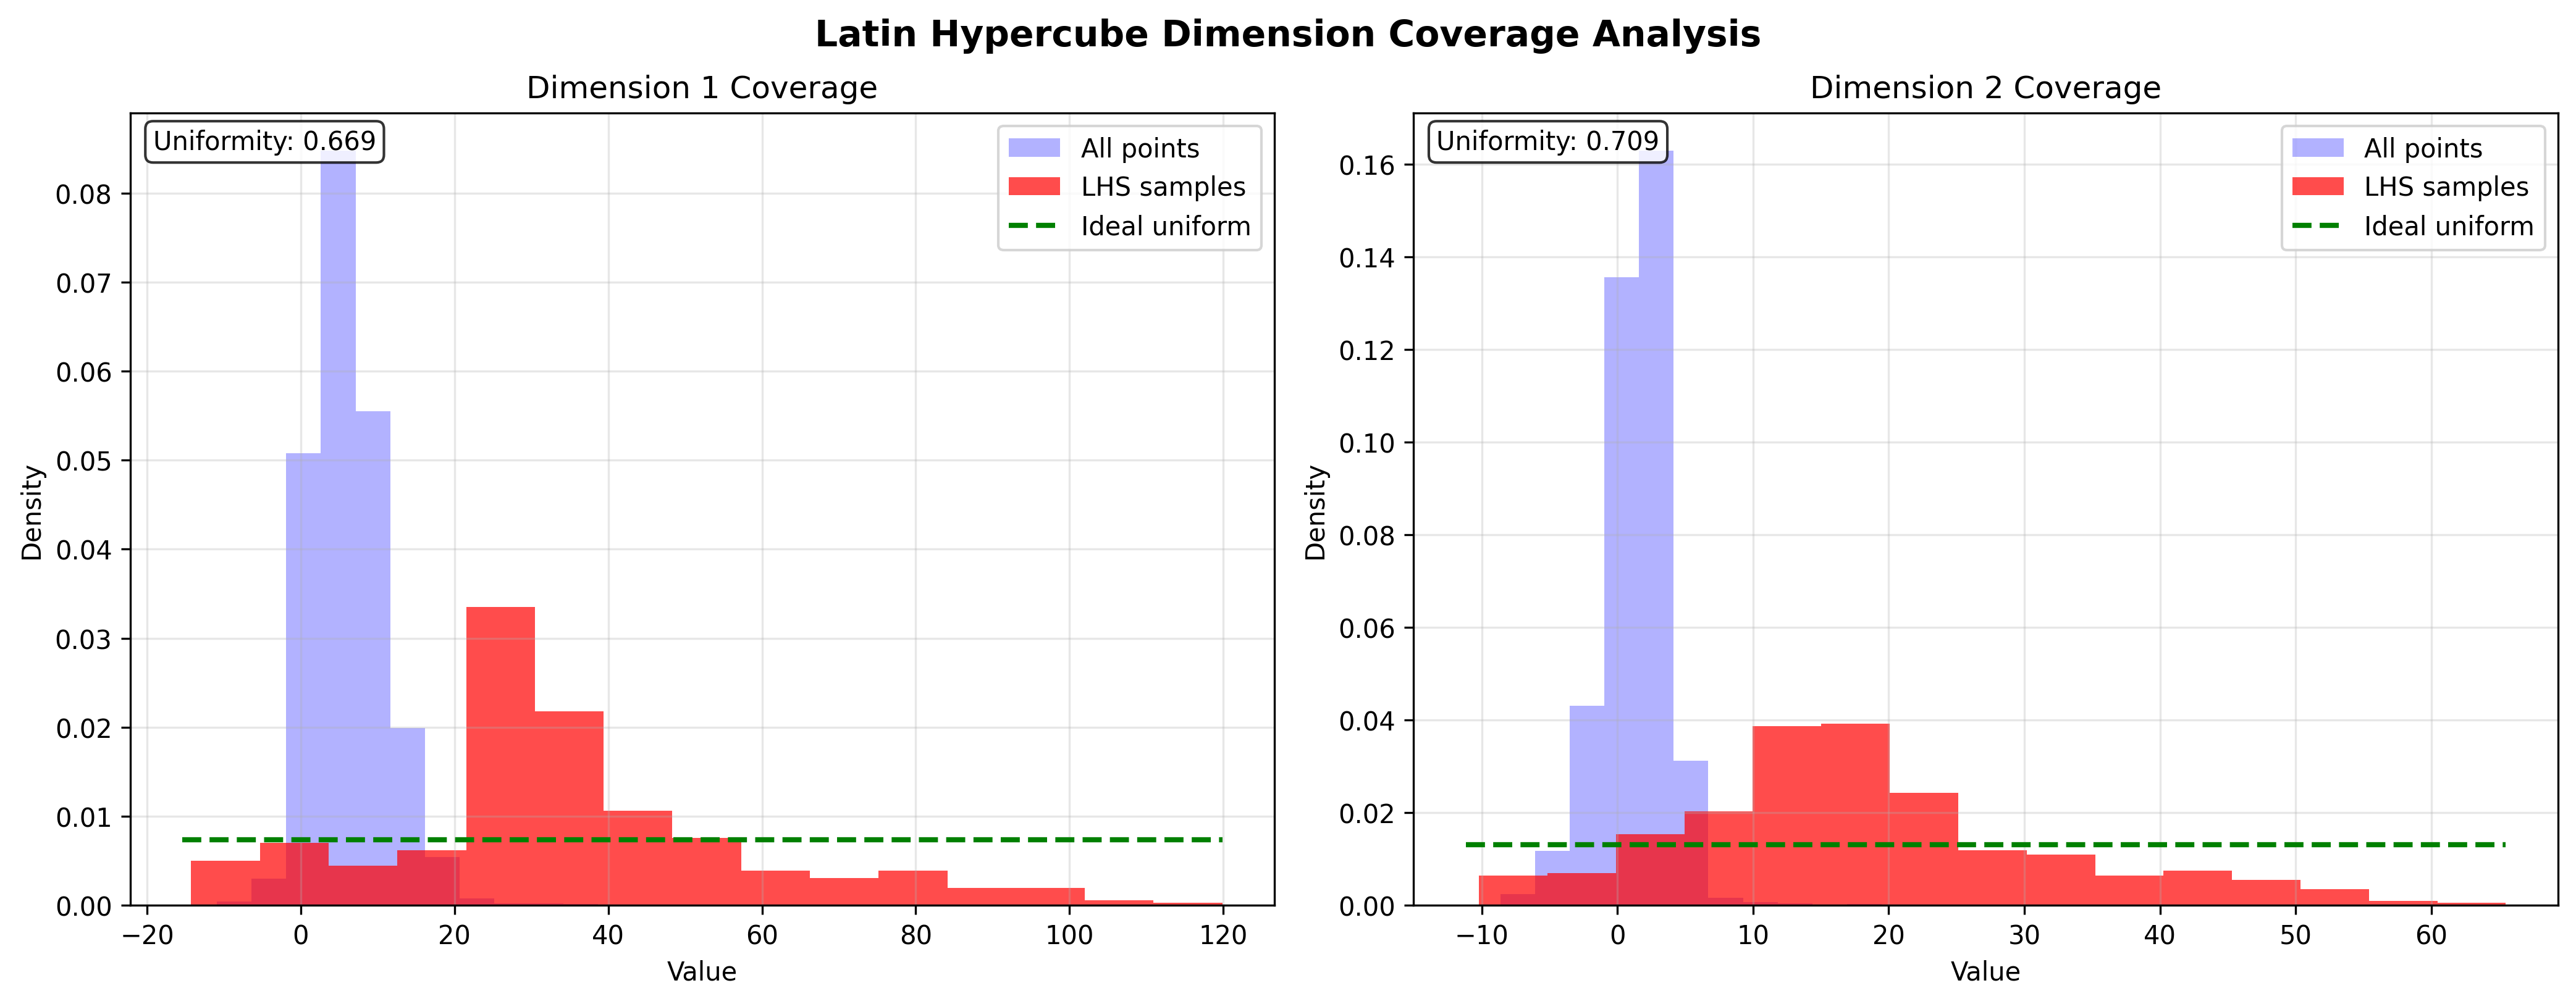 Latin Hypercube Dimension Coverage Analysis
Dimension 1 Coverage
Uniformity: 0.669
All points
LHS samples
Ideal uniform
0.08
0.07
0.06
0.05
0.04
0.03
0.02
0.01
0.00
Density
−20 0 20 40 60 80 100 120
Value
Dimension 2 Coverage
Uniformity: 0.709
All points
LHS samples
Ideal uniform
0.16
0.14
0.12
0.10
0.08
0.06
0.04
0.02
0.00
Density
−10 0 10 20 30 40 50 60
Value